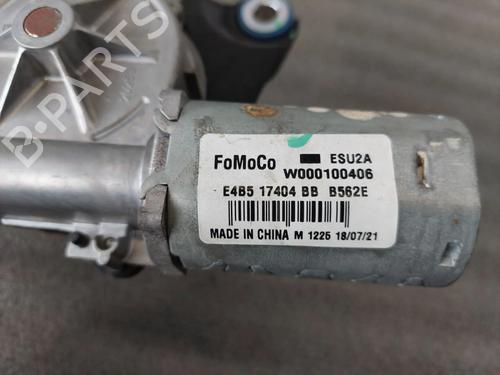 B-PARTS
FoMoCo ESU2A
W000100406
E4B5 17404 BB B562E
MADE IN CHINA M 1225 18/07/21